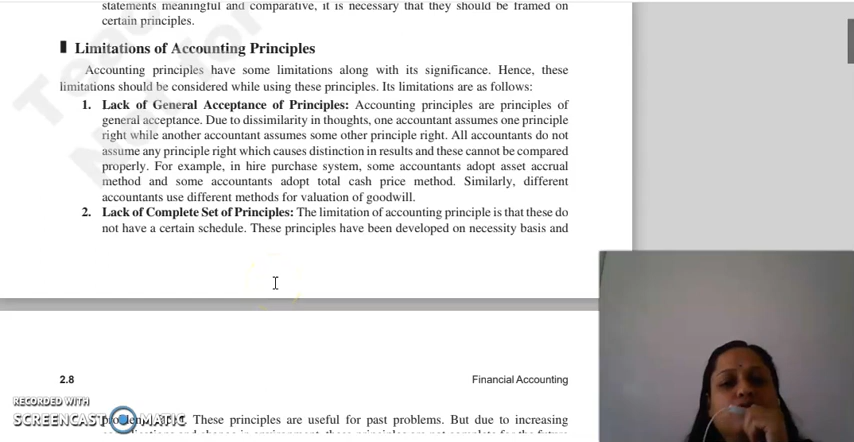 statements meaningful and comparative, it is necessary that they should be framed on
certain principles.
Limitations of Accounting Principles
Accounting principles have some limitations along with its significance. Hence, these
limitations should be considered while using these principles. Its limitations are as follows:
1. Lack of General Acceptance of Principles: Accounting principles are principles of
general acceptance. Due to dissimilarity in thoughts, one accountant assumes one principle
right while another accountant assumes some other principle right. All accountants do not
assume any principle right which causes distinction in results and these cannot be compared
properly. For example, in hire purchase system, some accountants adopt asset accrual
method and some accountants adopt total cash price method. Similarly, different
accountants use different methods for valuation of goodwill.
2. Lack of Complete Set of Principles: The limitation of accounting principle is that these do
not have a certain schedule. These principles have been developed on necessity basis and
2.8 Financial Accounting
RECORDED WITH
SCREENCAST MATIC
These principles are useful for past problems. But due to increasing